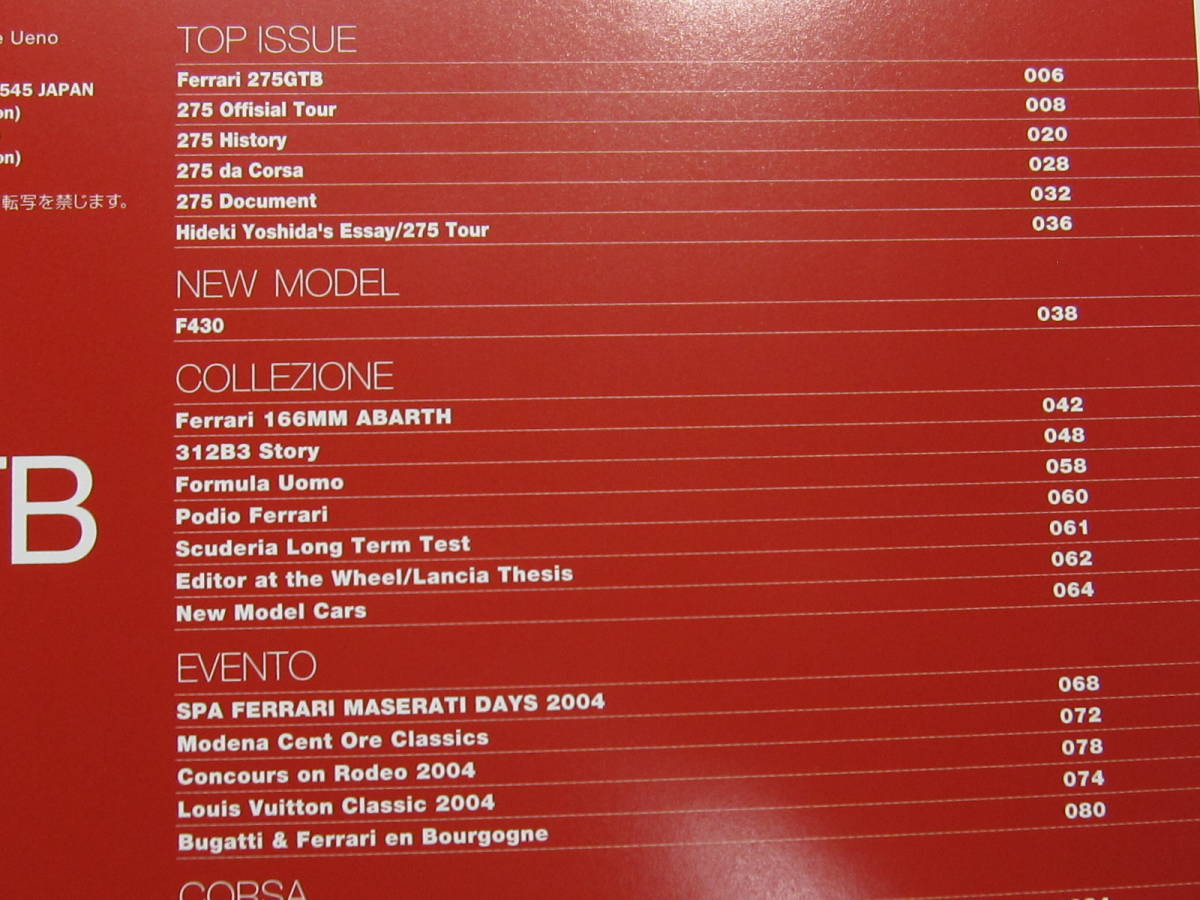 Ueno
545 JAPAN
on)
on)
転写を禁じます。
TB
TOP ISSUE
Ferrari 275GTB 006
275 Offisial Tour 008
275 History 020
275 da Corsa 028
275 Document 032
Hideki Yoshida's Essay/275 Tour 036
NEW MODEL
F430 038
COLLEZIONE
Ferrari 166MM ABARTH 042
312B3 Story 048
Formula Uomo 058
Podio Ferrari 060
Scuderia Long Term Test 061
Editor at the Wheel/Lancia Thesis 062
New Model Cars 064
EVENTO
SPA FERRARI MASERATI DAYS 2004 068
Modena Cent Ore Classics 072
Concours on Rodeo 2004 078
Louis Vuitton Classic 2004 074
Bugatti & Ferrari en Bourgogne 080
CORSA